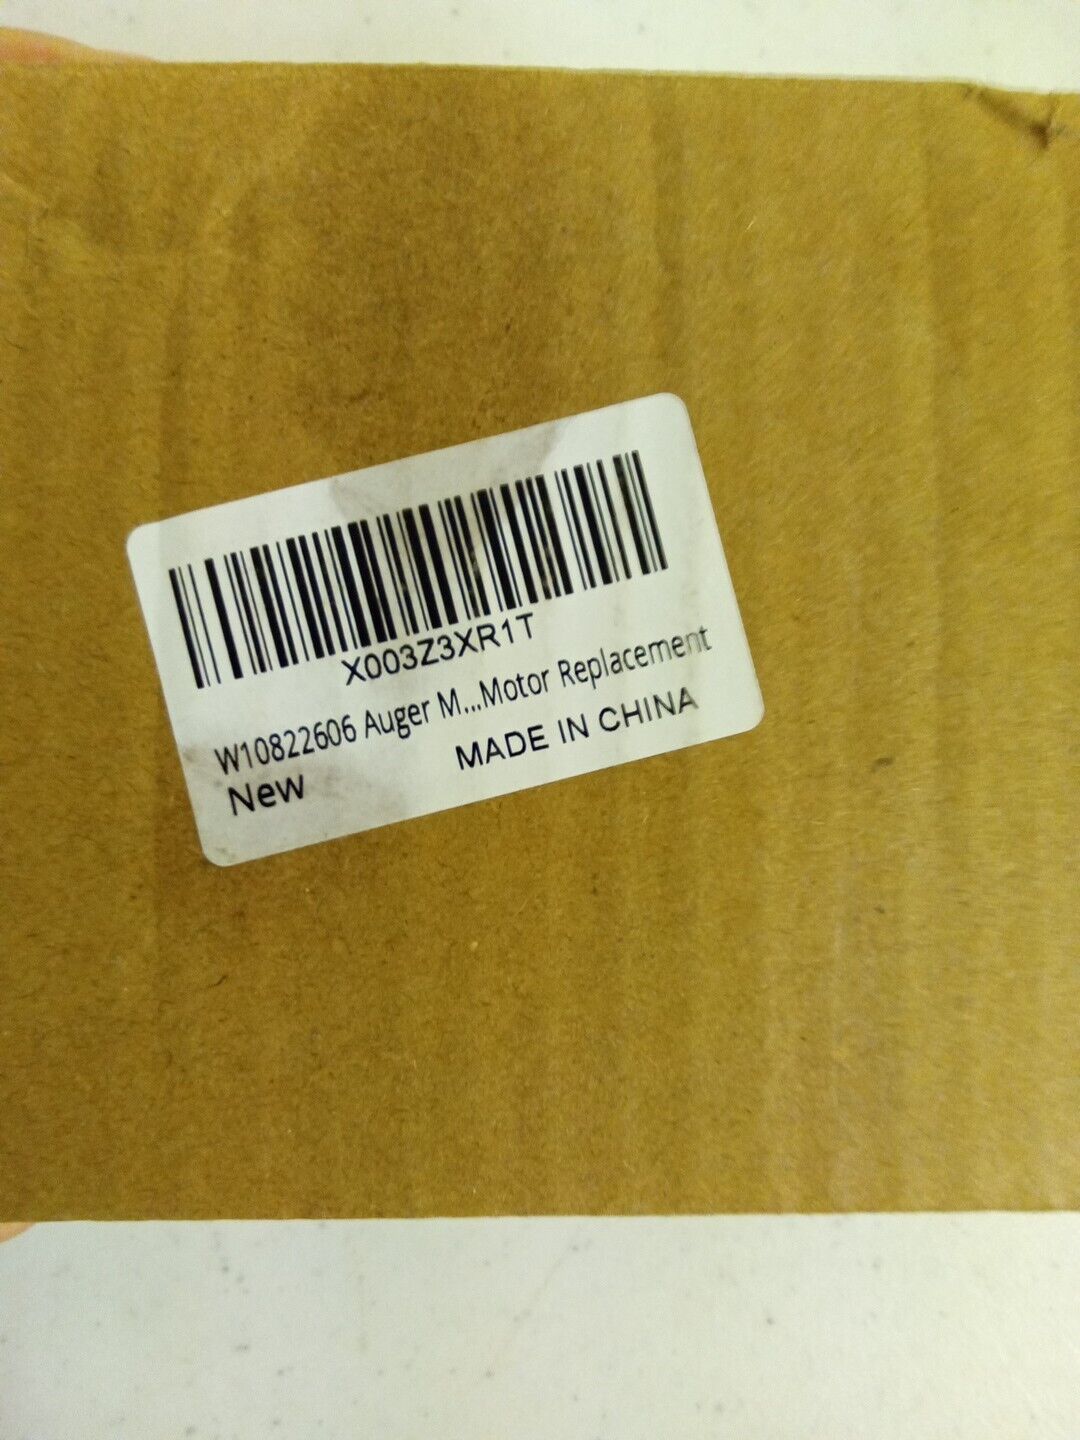 X003Z3XR1T
W10822606 Auger M...Motor Replacement
New
MADE IN CHINA